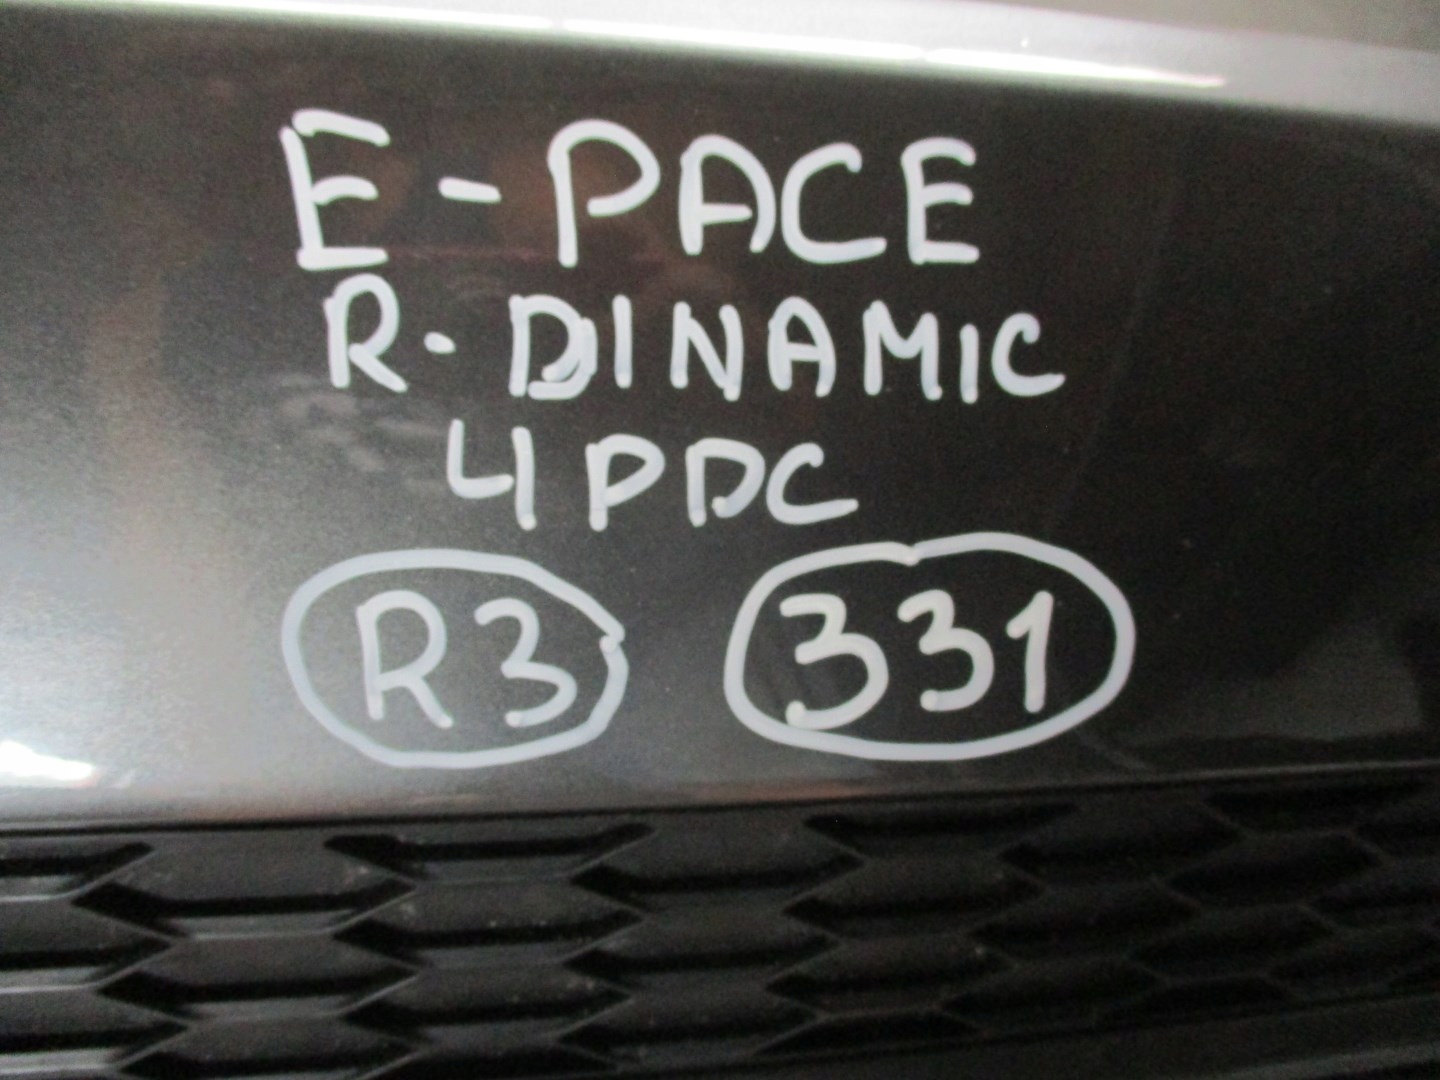 E-PACE
R·DINAMIC
4PDC
R3 331